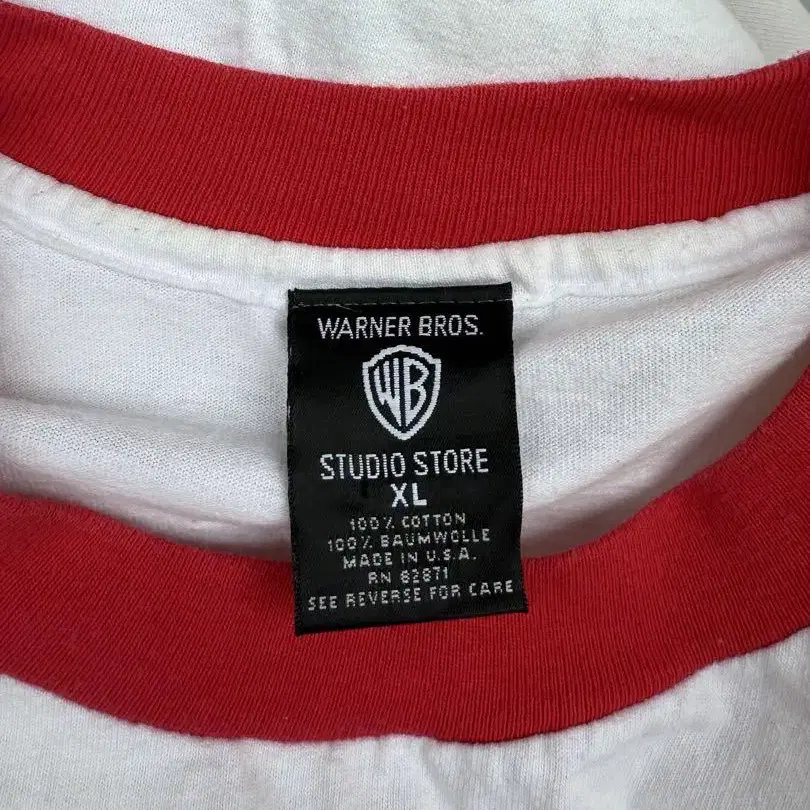 WARNER BROS.
WB
STUDIO STORE
XL
100% COTTON
100% BAUMWOLLE
MADE IN U.S.A.
RN 82871
SEE REVERSE FOR CARE